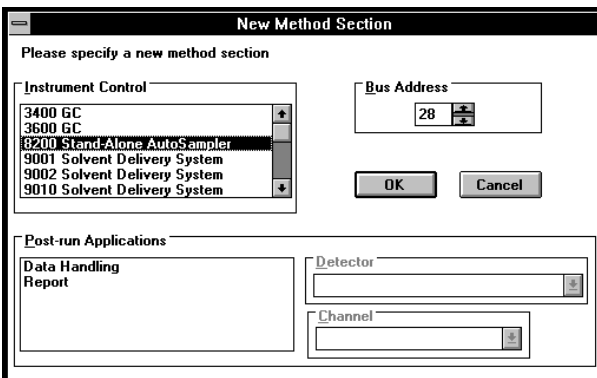 New Method Section
Please specify a new method section
Instrument Control
3400 GC
3600 GC
8200 Stand-Alone AutoSampler
9001 Solvent Delivery System
9002 Solvent Delivery System
9010 Solvent Delivery System
Bus Address
28
OK
Cancel
Post-run Applications
Data Handling
Report
Detector
Channel